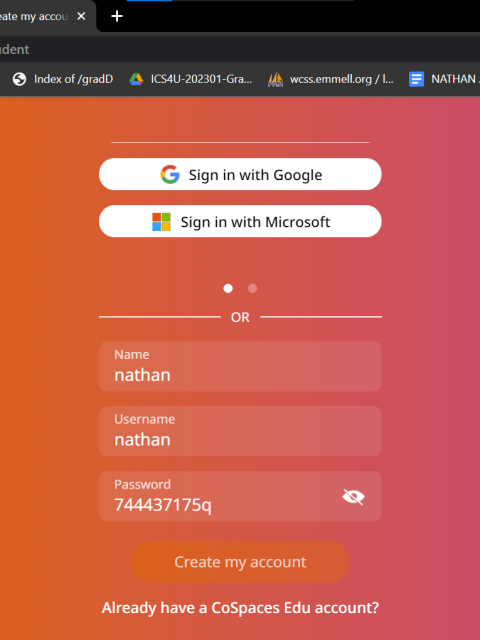 eate my accou
udent
Index of /gradD
ICS4U-202301-Gra...
wcss.emmell.org / l...
NATHAN
Sign in with Google
Sign in with Microsoft
OR
Name
nathan
Username
nathan
Password
744437175q
Create my account
Already have a CoSpaces Edu account?